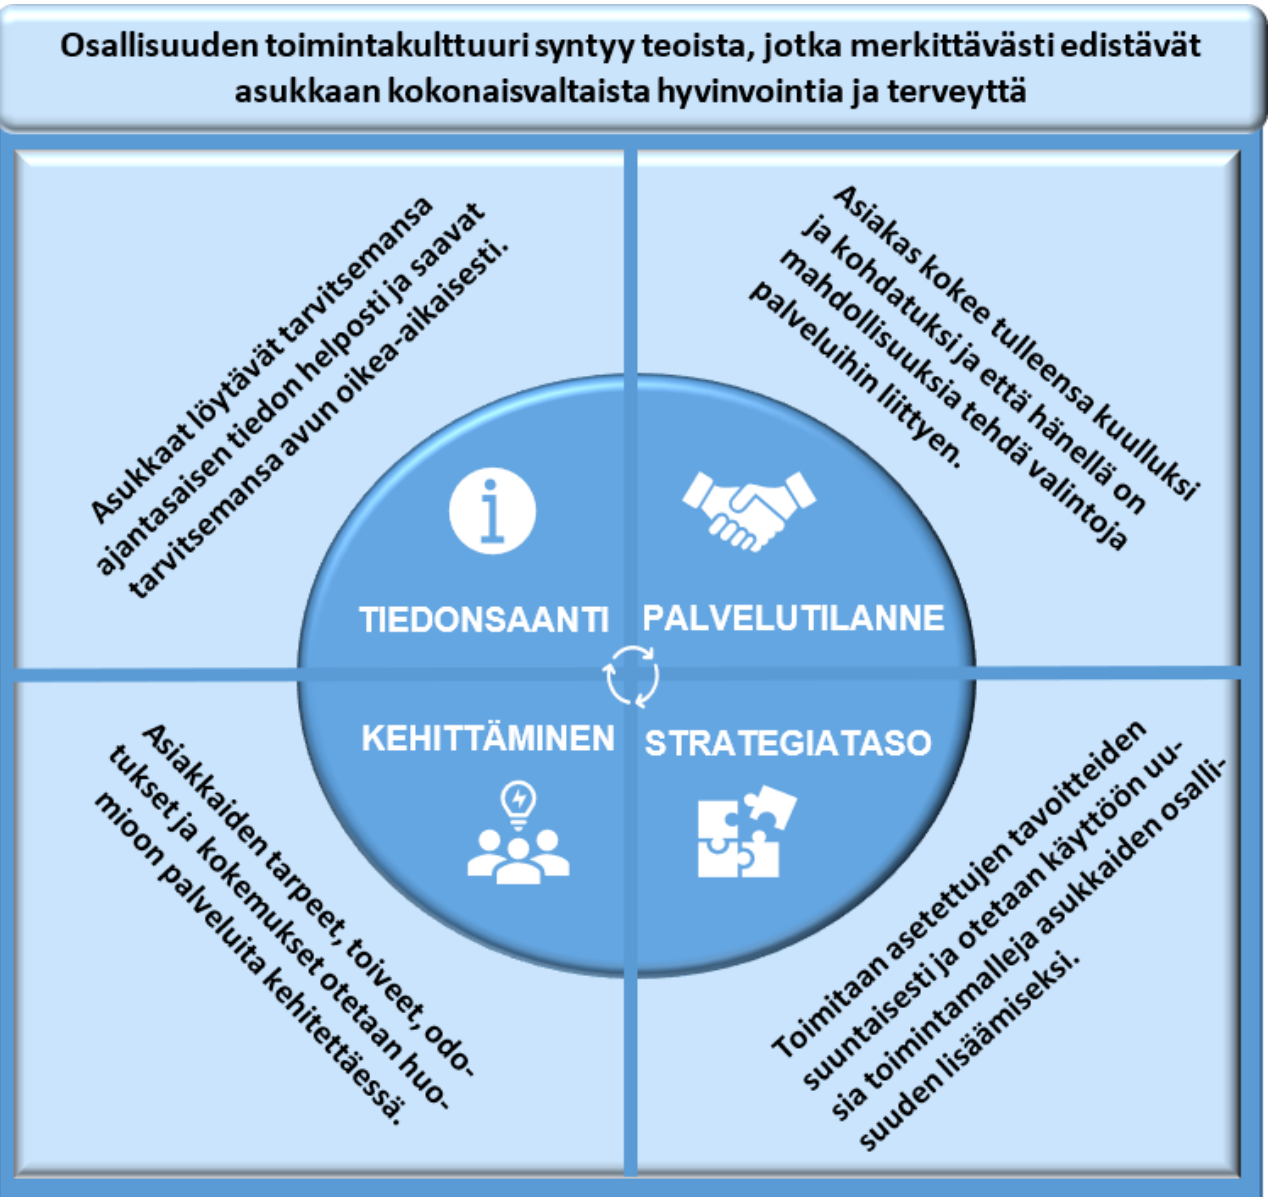 Osallisuuden toimintakulttuuri syntyy teoista, jotka merkittävästi edistävät
asukkaan kokonaisvaltaista hyvinvointia ja terveyttä
Asukkaat löytävät tarvitsemansa
ajantasaisen tiedon helposti ja saavat
tarvitsemansa avun oikea-aikaisesti.
Asiakas kokee tulleensa kuulluksi
ja kohdatuksi ja että hänellä on
mahdollisuuksia tehdä valintoja
palveluihin liittyen.
TIEDONSAANTI
PALVELUTILANNE
KEHITTÄMINEN
STRATEGIATASO
Asiakkaiden tarpeet, toiveet, odo-
tukset ja kokemukset otetaan huo-
mioon palveluita kehitettäessä.
Toimitaan asetettujen tavoitteiden
suuntaisesti ja otetaan käyttöön uu-
sia toimintamalleja asukkaiden osalli-
suuden lisäämiseksi.